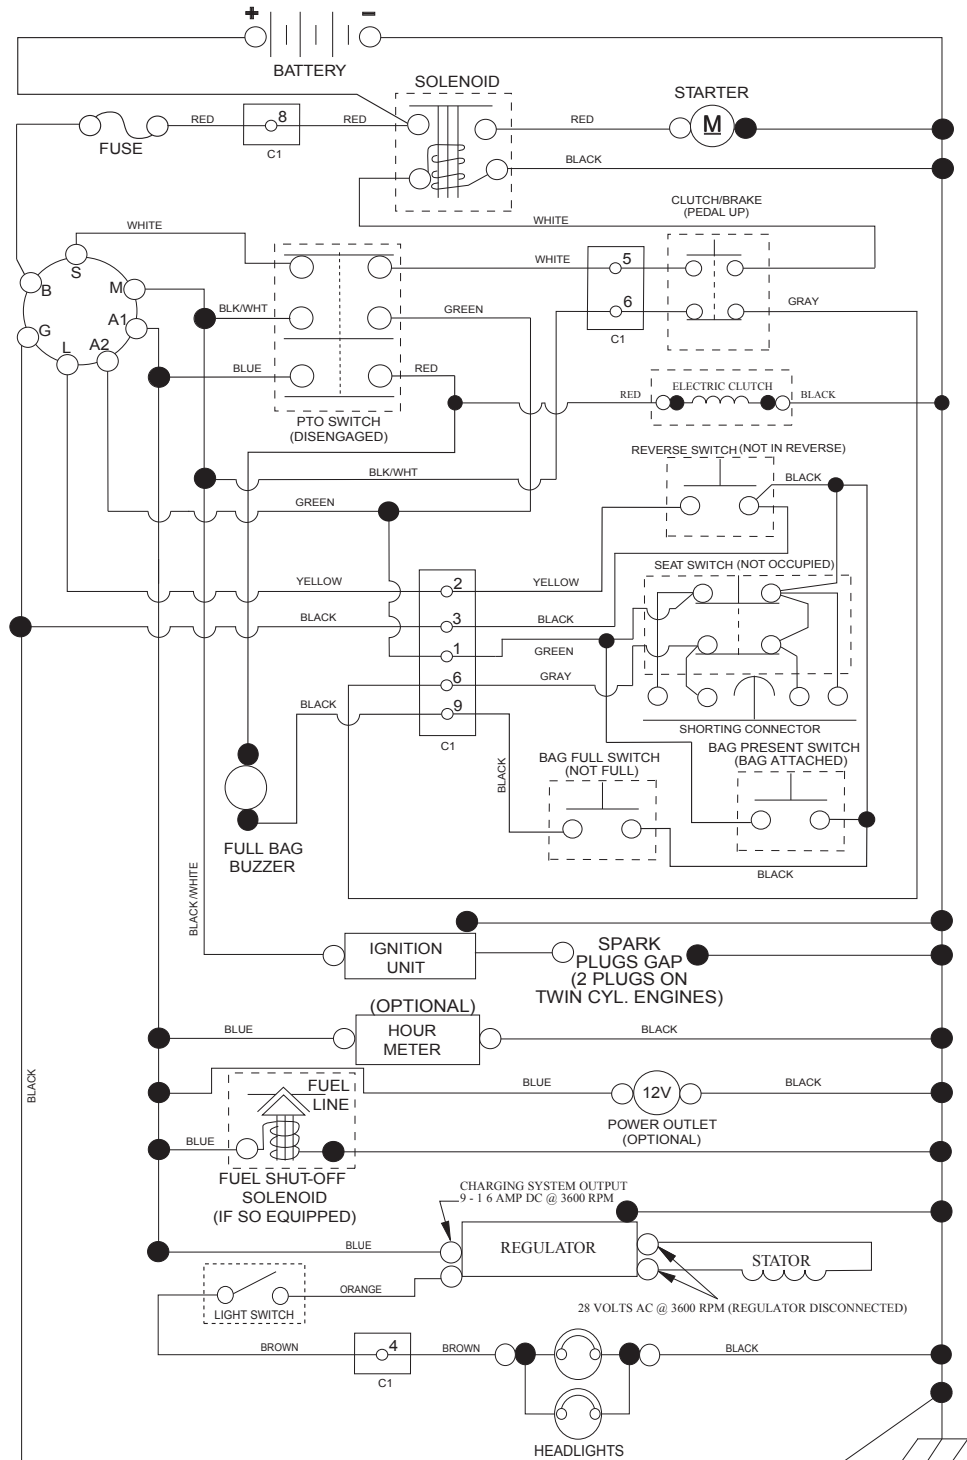 + -
BATTERY
SOLENOID
STARTER
M
FUSE
RED
8
RED
C1
RED
BLACK
CLUTCH/BRAKE
(PEDAL UP)
WHITE
WHITE
WHITE
5
6
C1
GRAY
S
B
M
G
A1
L
A2
BLK/WHT
GREEN
BLUE
RED
PTO SWITCH
(DISENGAGED)
RED
ELECTRIC CLUTCH
BLACK
REVERSE SWITCH (NOT IN REVERSE)
BLK/WHT
BLACK
GREEN
SEAT SWITCH (NOT OCCUPIED)
YELLOW
2
YELLOW
BLACK
3
BLACK
1
GREEN
6
GRAY
BLACK
9
C1
SHORTING CONNECTOR
BAG FULL SWITCH
(NOT FULL)
BAG PRESENT SWITCH
(BAG ATTACHED)
BLACK
FULL BAG
BUZZER
BLACK
BLACK/WHITE
IGNITION
UNIT
SPARK
PLUGS GAP
(2 PLUGS ON
TWIN CYL. ENGINES)
(OPTIONAL)
BLUE
HOUR
METER
BLACK
BLACK
FUEL
LINE
BLUE
12V
BLACK
POWER OUTLET
(OPTIONAL)
BLUE
FUEL SHUT-OFF
SOLENOID
(IF SO EQUIPPED)
CHARGING SYSTEM OUTPUT
9 - 1 6 AMP DC @ 3600 RPM
BLUE
REGULATOR
STATOR
ORANGE
LIGHT SWITCH
28 VOLTS AC @ 3600 RPM (REGULATOR DISCONNECTED)
BROWN
4
BROWN
C1
BLACK
HEADLIGHTS